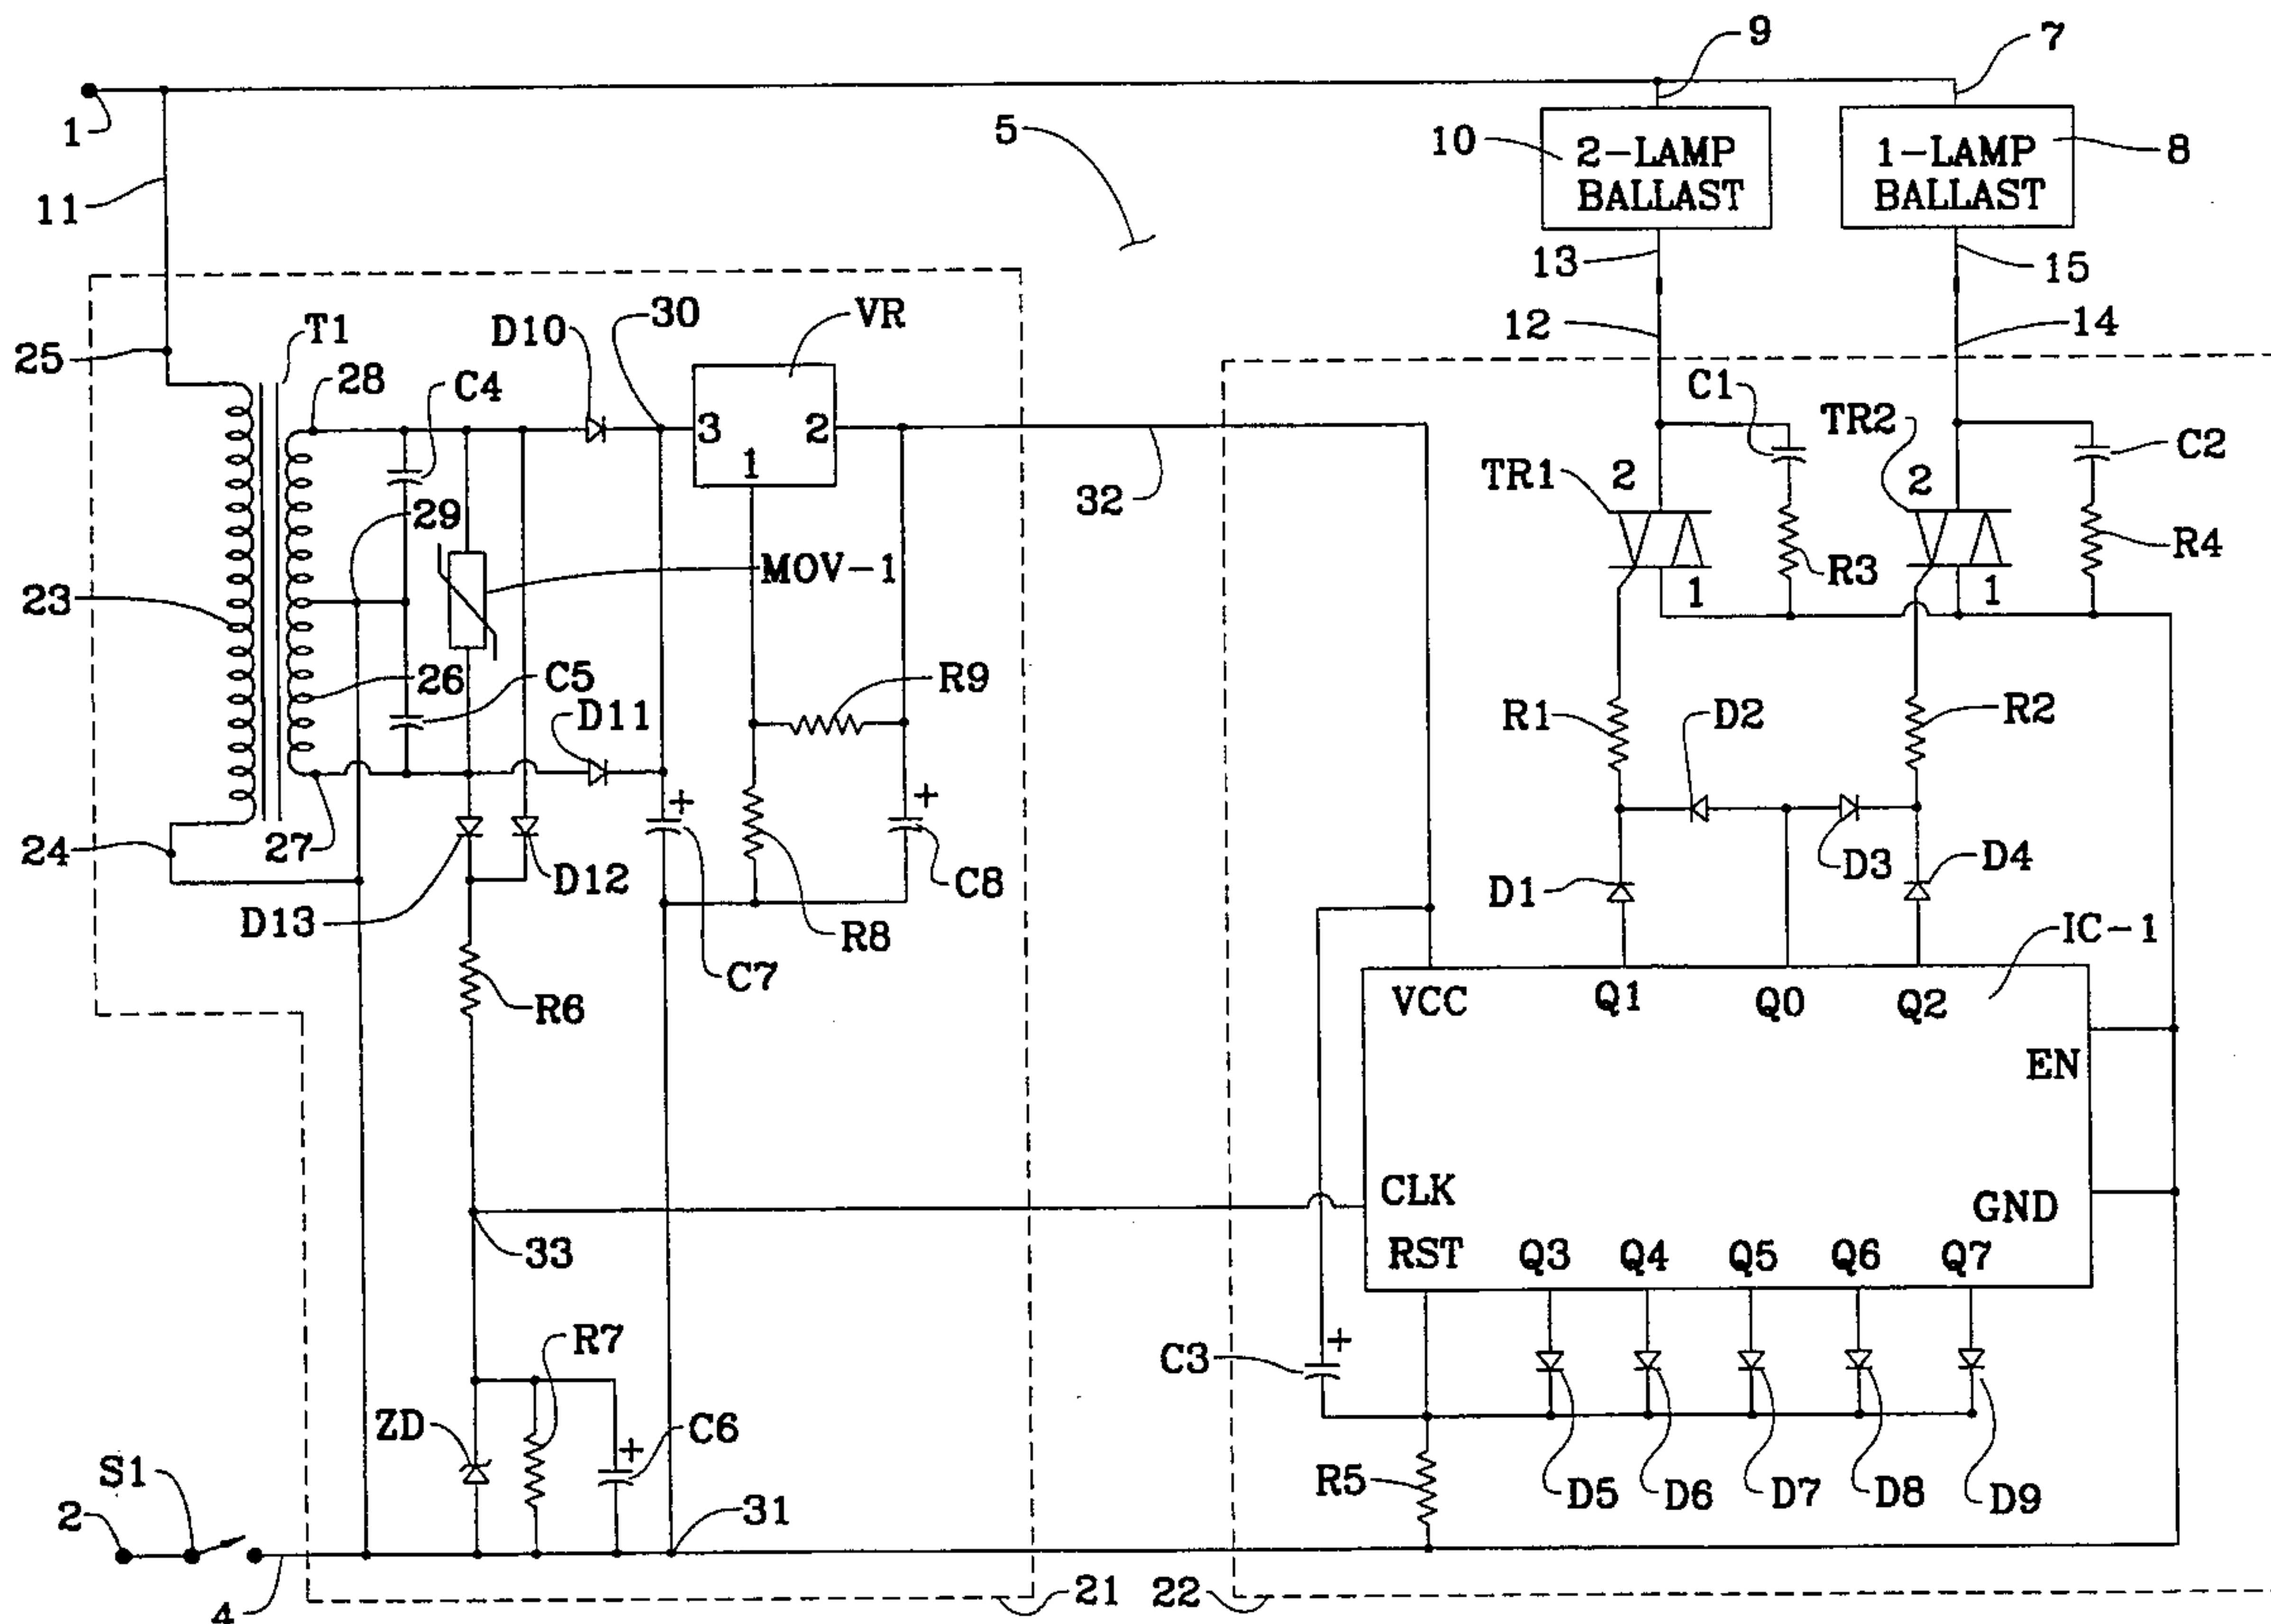 9
7
1
5
10
2-LAMP
BALLAST
1-LAMP
BALLAST
8
11
13
15
12
14
25
T1
28
C4
D10
30
VR
3
2
1
32
29
23
MOV-1
26
C5
D11
R9
24
27
D13
D12
C7
R8
C8
R6
33
C1
TR2
C2
TR1
2
2
R3
R4
1
1
R1
D2
R2
D1
D3
D4
IC-1
VCC
Q1
Q0
Q2
EN
CLK
GND
RST
Q3
Q4
Q5
Q6
Q7
+
+
+
+
C3
R7
ZD
C6
R5
D5
D6
D7
D8
D9
S1
2
31
4
21
22